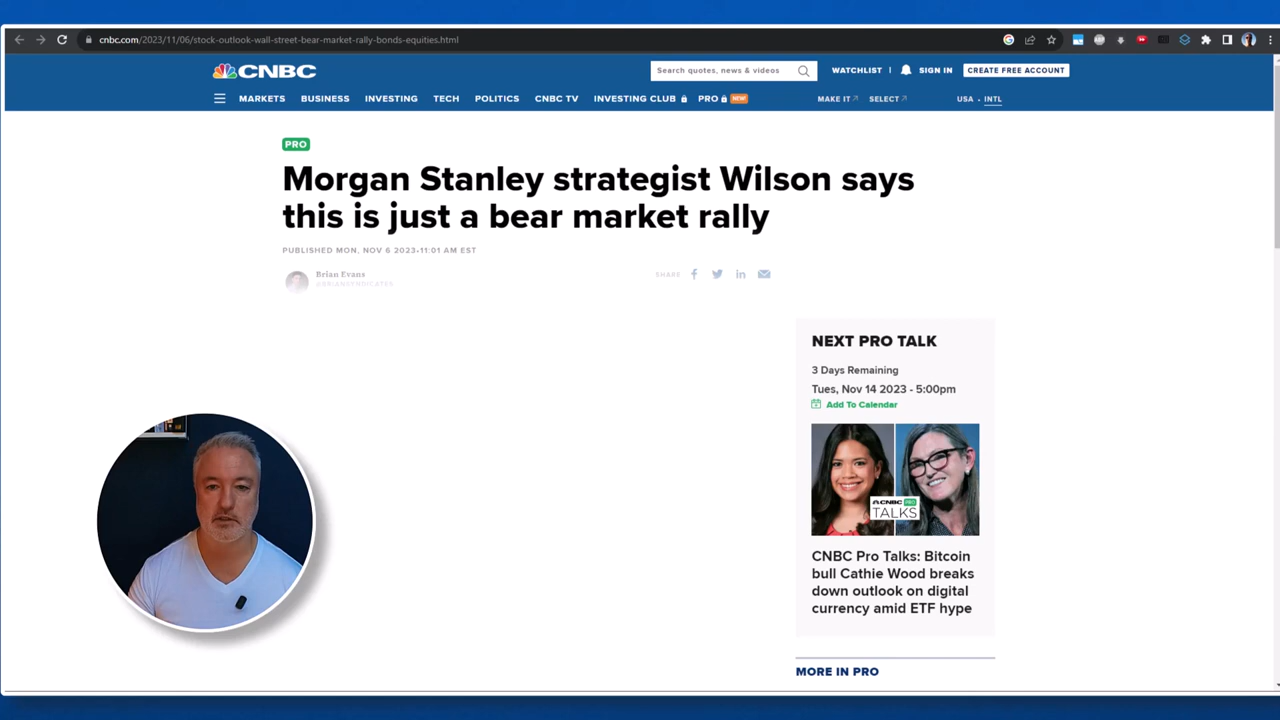 cnbc.com/2023/11/06/stock-outlook-wall-street-bear-market-rally-bonds-equities.html
CNBC
Search quotes, news & videos
WATCHLIST
SIGN IN
CREATE FREE ACCOUNT
MARKETS BUSINESS INVESTING TECH POLITICS CNBC TV INVESTING CLUB PRO NEW!
MAKE IT SELECT USA • INTL
PRO
Morgan Stanley strategist Wilson says
this is just a bear market rally
PUBLISHED MON, NOV 6 2023•11:01 AM EST
Brian Evans
SHARE
NEXT PRO TALK
3 Days Remaining
Tues, Nov 14 2023 - 5:00pm
Add To Calendar
CNBC PRO
TALKS
CNBC Pro Talks: Bitcoin
bull Cathie Wood breaks
down outlook on digital
currency amid ETF hype
MORE IN PRO